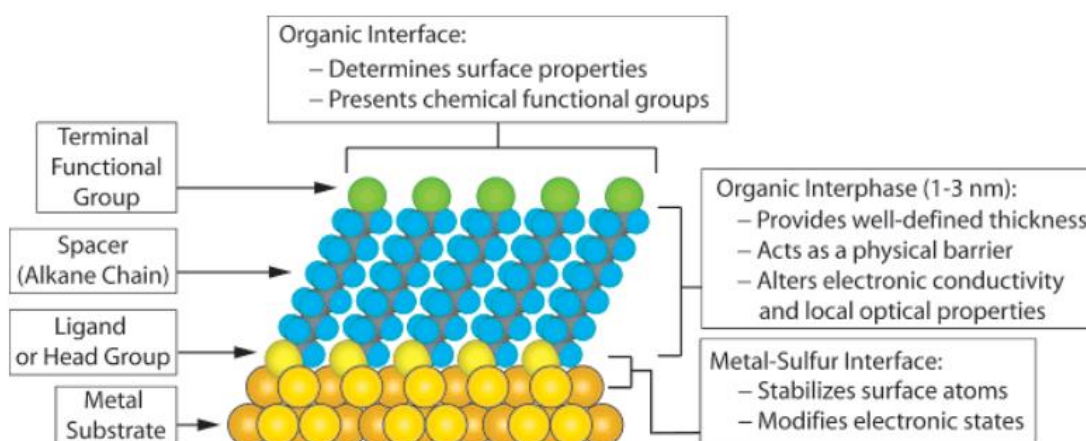 Organic Interface:
– Determines surface properties
– Presents chemical functional groups
Terminal
Functional
Group
Spacer
(Alkane Chain)
Ligand
or Head Group
Metal
Substrate
Organic Interphase (1-3 nm):
– Provides well-defined thickness
– Acts as a physical barrier
– Alters electronic conductivity
and local optical properties
Metal-Sulfur Interface:
– Stabilizes surface atoms
– Modifies electronic states